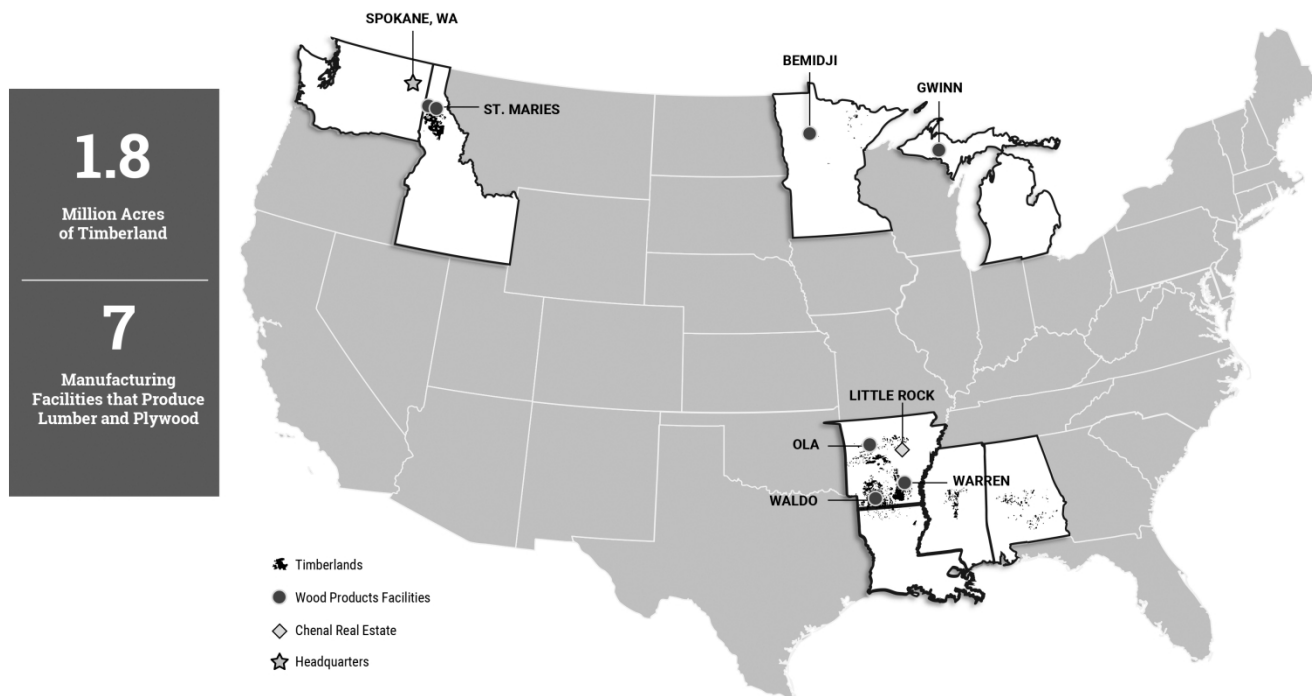 SPOKANE, WA
BEMIDJI
GWINN
ST. MARIES
1.8
Million Acres
of Timberland
7
Manufacturing
Facilities that Produce
Lumber and Plywood
LITTLE ROCK
OLA
WARREN
WALDO
Timberlands
Wood Products Facilities
Chenal Real Estate
Headquarters